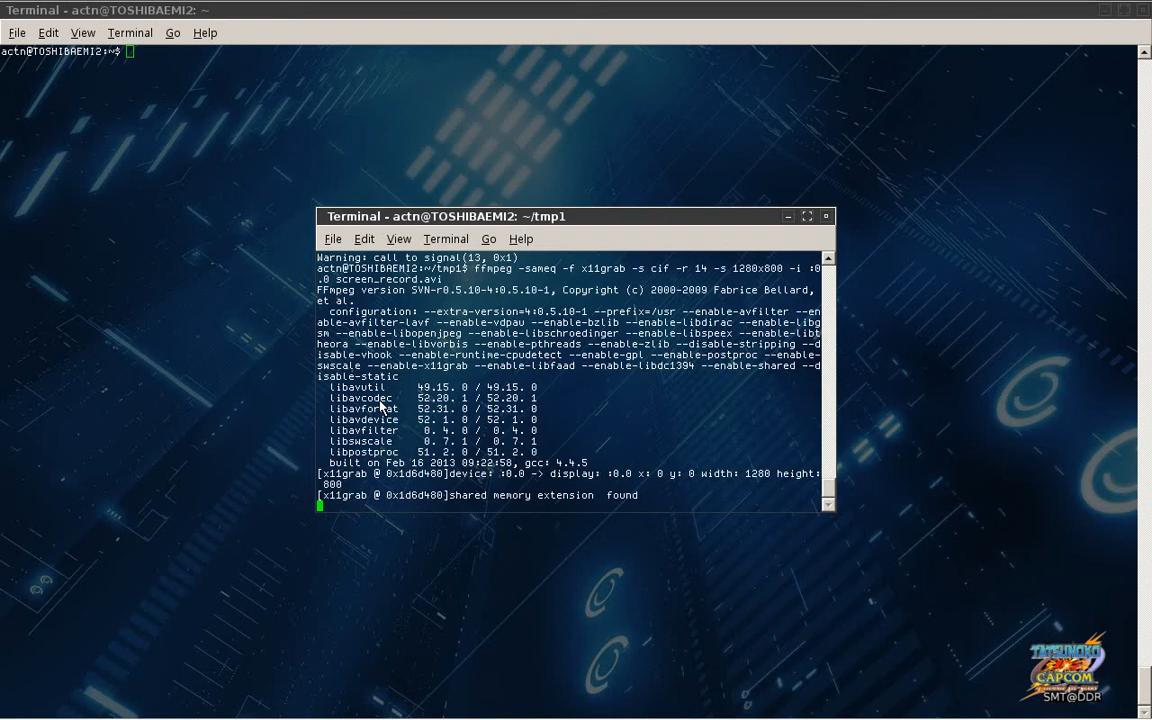 Terminal - actn@TOSHIBAEMI2: ~
File Edit View Terminal Go Help
actn@TOSHIBAEMI2:~$
Terminal - actn@TOSHIBAEMI2: ~/tmp1
File Edit View Terminal Go Help
Warning: call to signal(13, 0x1)
actn@TOSHIBAEMI2:~/tmp1$ ffmpeg -sameq -f x11grab -s cif -r 14 -s 1280x800 -i :0
.0 screen_record.avi
FFmpeg version SVN-r0.5.10-4:0.5.10-1, Copyright (c) 2000-2009 Fabrice Bellard,
et al.
configuration: --extra-version=4:0.5.10-1 --prefix=/usr --enable-avfilter --en
able-avfilter-lavf --enable-vdpau --enable-bzlib --enable-libdirac --enable-libg
sm --enable-libopenjpeg --enable-libschroedinger --enable-libspeex --enable-libt
heora --enable-libvorbis --enable-pthreads --enable-zlib --disable-stripping --d
isable-vhook --enable-runtime-cpudetect --enable-gpl --enable-postproc --enable-
swscale --enable-x11grab --enable-libfaad --enable-libdc1394 --enable-shared --d
isable-static
libavutil 49.15. 0 / 49.15. 0
libavcodec 52.20. 1 / 52.20. 1
libavformat 52.31. 0 / 52.31. 0
libavdevice 52. 1. 0 / 52. 1. 0
libavfilter 0. 4. 0 / 0. 4. 0
libswscale 0. 7. 1 / 0. 7. 1
libpostproc 51. 2. 0 / 51. 2. 0
built on Feb 16 2013 09:22:58, gcc: 4.4.5
[x11grab @ 0x1d6d480]device: :0.0 -> display: :0.0 x: 0 y: 0 width: 1280 height:
800
[x11grab @ 0x1d6d480]shared memory extension found
TATSUNOKO
CAPCOM
SMT@DDR